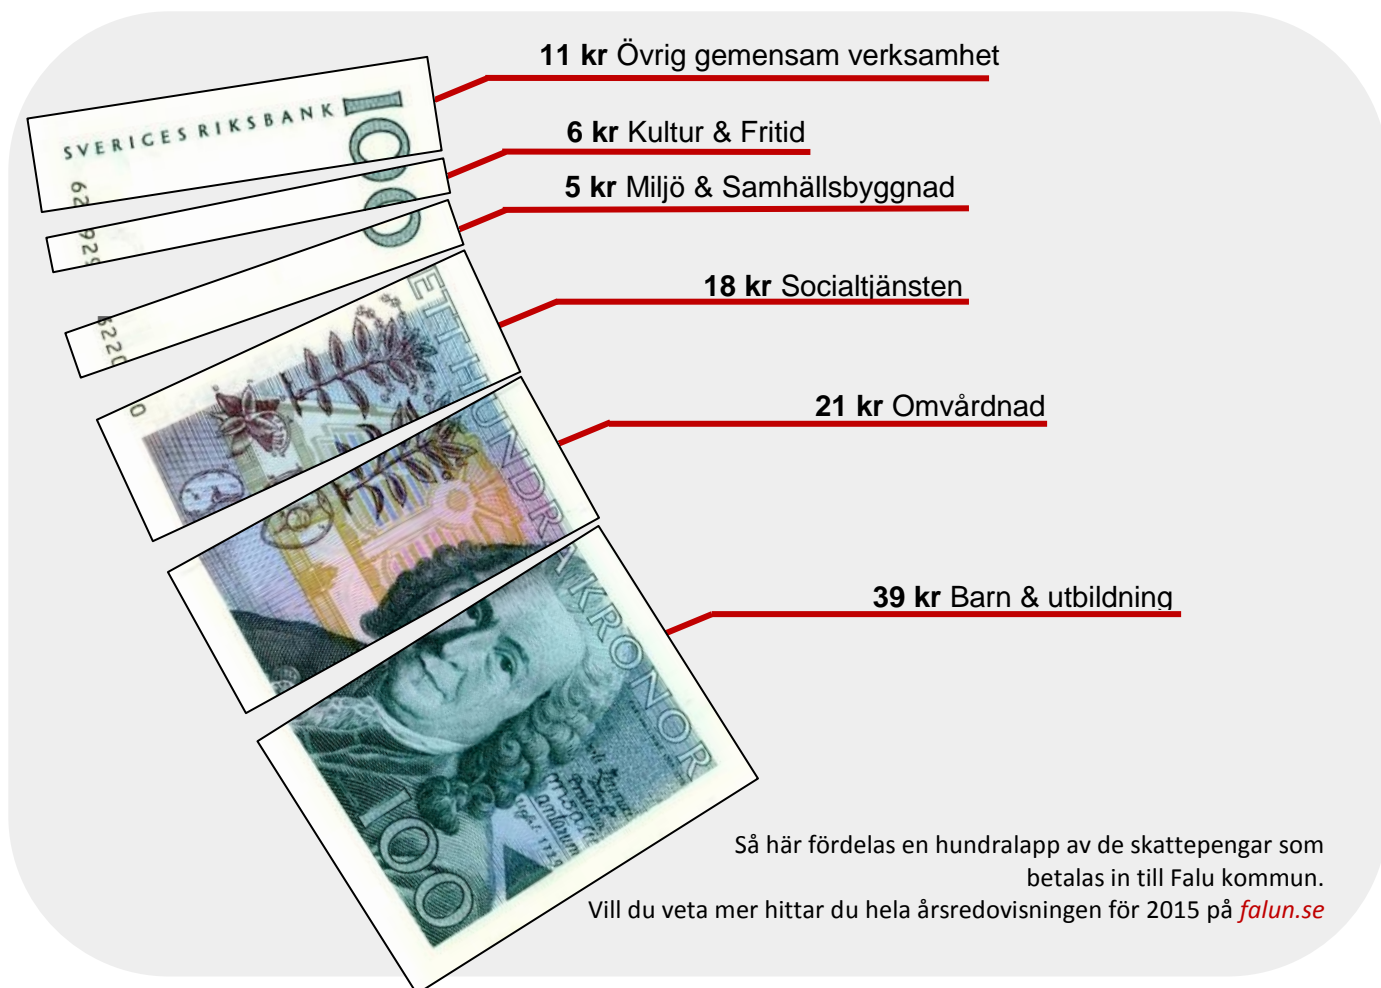 11 kr Övrig gemensam verksamhet
SVERIGES RIKSBANK
100
6 kr Kultur & Fritid
5 kr Miljö & Samhällsbyggnad
18 kr Socialtjänsten
ETTHUNDRA KRONOR
21 kr Omvårdnad
39 kr Barn & utbildning
100
Så här fördelas en hundralapp av de skattepengar som
betalas in till Falu kommun.
Vill du veta mer hittar du hela årsredovisningen för 2015 på falun.se